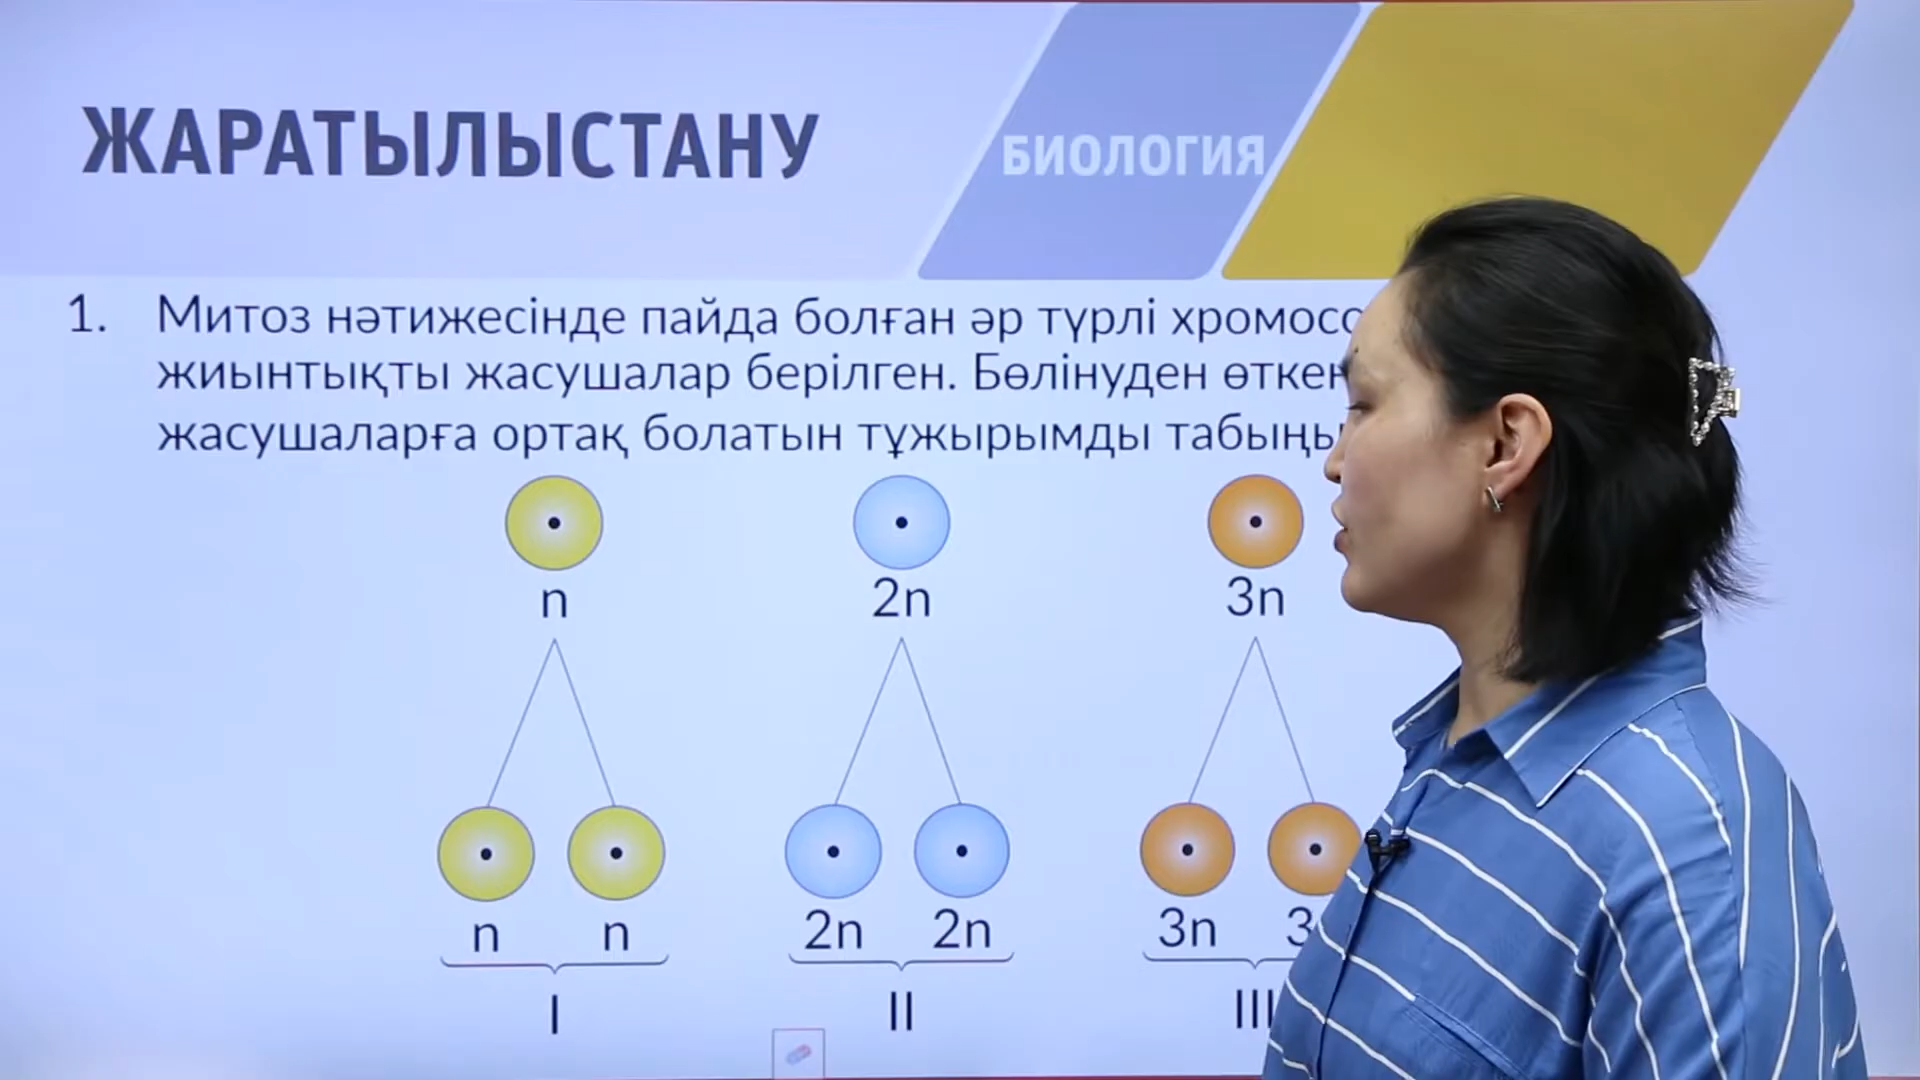 ЖАРАТЫЛЫСТАНУ
БИОЛОГИЯ
1. Митоз нәтижесінде пайда болған әр түрлі
жиынтықты жасушалар берілген. Бөлінуден
жасушаларға ортақ болатын тұжырымды
n 2n 3n
n n 2n 2n 3n
I II III